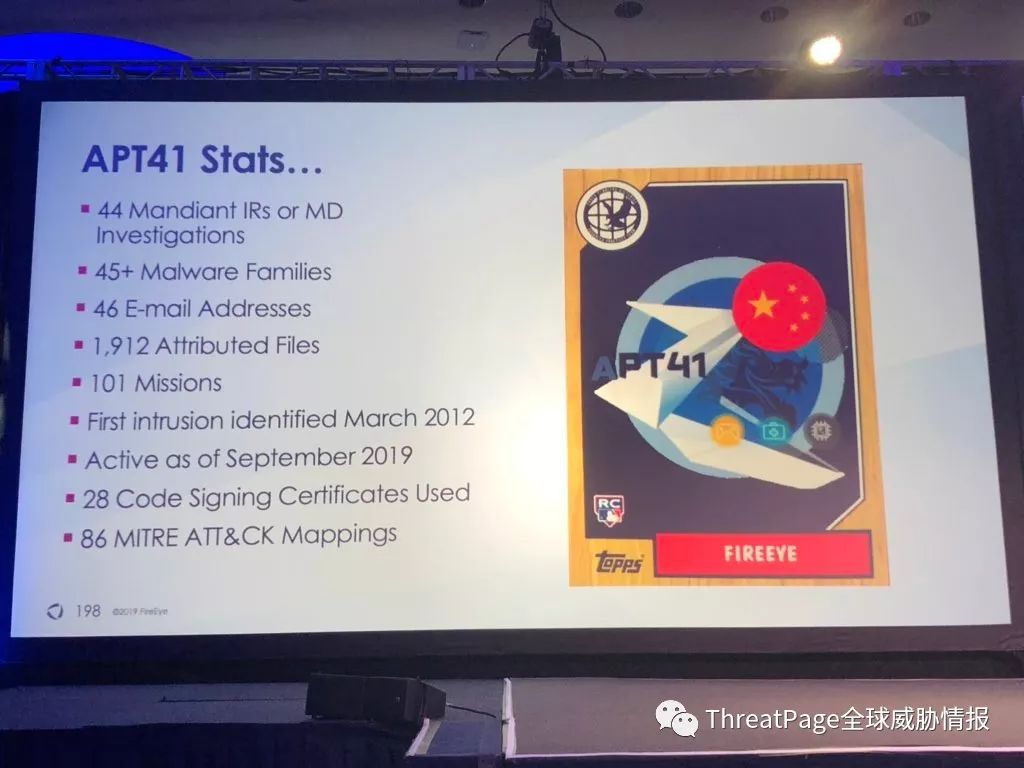 APT41 Stats...
44 Mandiant IRs or MD
Investigations
45+ Malware Families
46 E-mail Addresses
1,912 Attributed Files
101 Missions
First intrusion identified March 2012
Active as of September 2019
28 Code Signing Certificates Used
86 MITRE ATT&CK Mappings
198 ©2019 FireEye
APT41
RC
Topps
FIREEYE
ThreatPage全球威胁情报